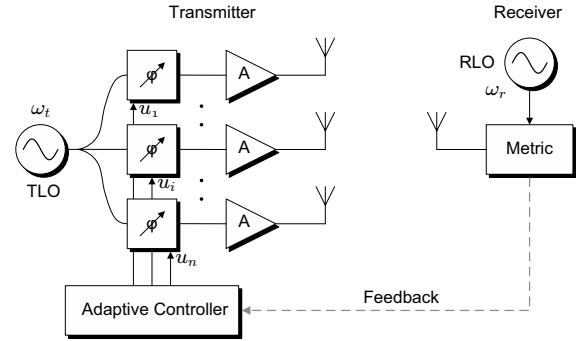 Transmitter
Receiver
φ
A
RLO
ω_r
u_1
ω_t
φ
A
Metric
TLO
u_i
φ
A
u_n
Adaptive Controller
Feedback